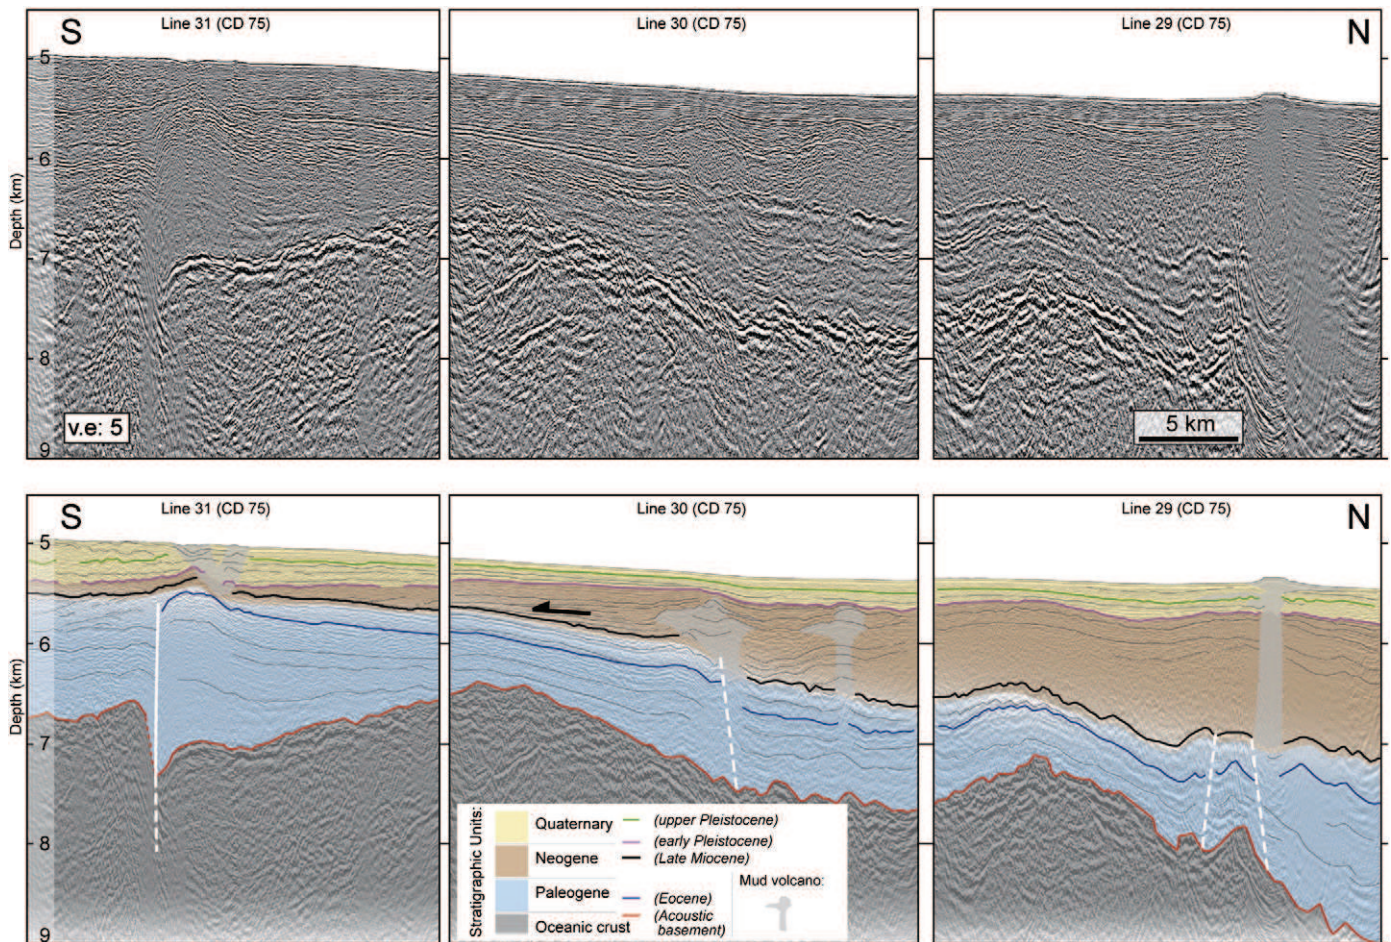 S
Line 31 (CD 75)
Line 30 (CD 75)
Line 29 (CD 75)
N
5
6
7
8
9
Depth (km)
v.e: 5
5 km
S
Line 31 (CD 75)
Line 30 (CD 75)
Line 29 (CD 75)
N
5
6
7
8
9
Depth (km)
Stratigraphic Units:
Quaternary
Neogene
Paleogene
Oceanic crust
(upper Pleistocene)
(early Pleistocene)
(Late Miocene)
(Eocene)
(Acoustic
basement)
Mud volcano: